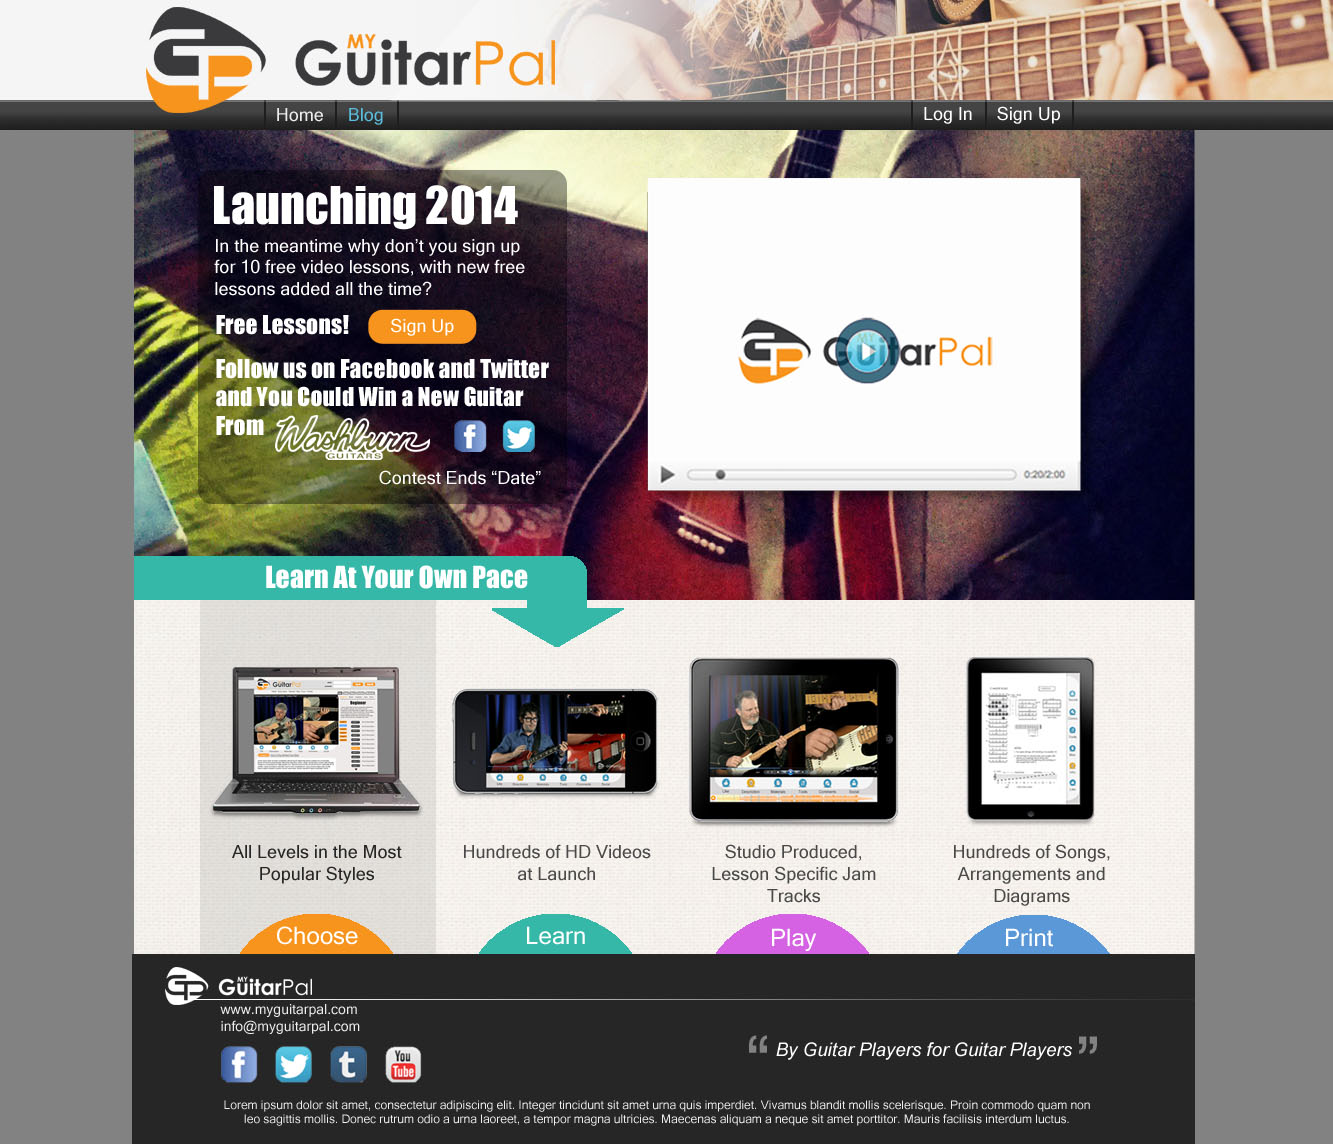 MY
GuitarPal
Home Blog Log In Sign Up
Launching 2014
In the meantime why don't you sign up
for 10 free video lessons, with new free
lessons added all the time?
Free Lessons! Sign Up
Follow us on Facebook and Twitter
and You Could Win a New Guitar
From Washburn
GUITARS
Contest Ends “Date”
GuitarPal
0:20/2:00
Learn At Your Own Pace
GuitarPal
Beginner
All Levels in the Most
Popular Styles
Hundreds of HD Videos
at Launch
Studio Produced,
Lesson Specific Jam
Tracks
Hundreds of Songs,
Arrangements and
Diagrams
Choose Learn Play Print
MY
GuitarPal
www.myguitarpal.com
info@myguitarpal.com
You
Tube
“ By Guitar Players for Guitar Players ”
Lorem ipsum dolor sit amet, consectetur adipiscing elit. Integer tincidunt sit amet urna quis imperdiet. Vivamus blandit mollis scelerisque. Proin commodo quam non
leo sagittis mollis. Donec rutrum odio a urna laoreet, a tempor magna ultricies. Maecenas aliquam a neque sit amet porttitor. Mauris facilisis interdum luctus.